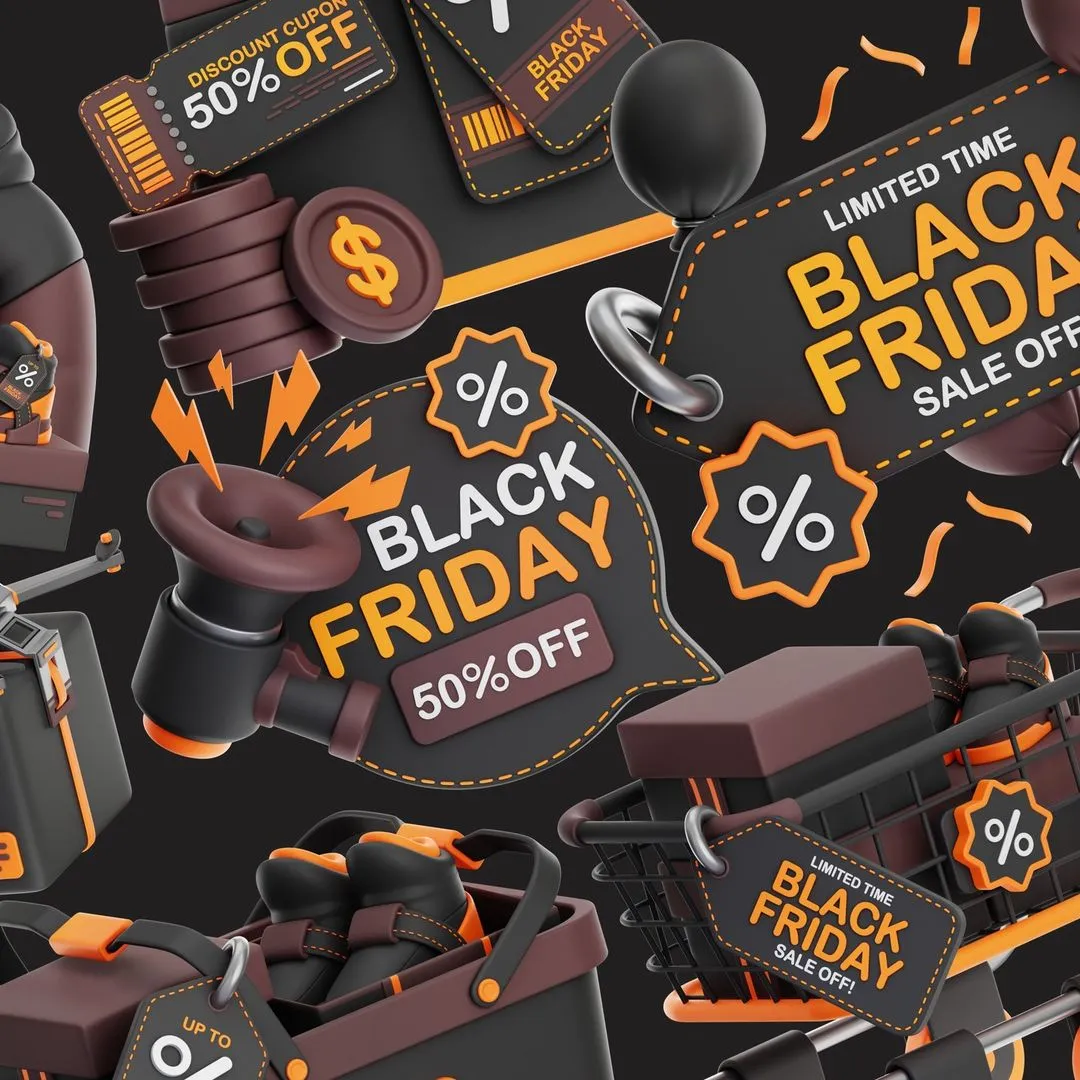 DISCOUNT CUPON
50% OFF
%
BLACK
FRIDAY
LIMITED TIME
BLACK
FRIDA
SALE OFF
$
%
%
%
BLACK
FRIDAY
50% OFF
%
LIMITED TIME
BLACK
FRIDAY
SALE OFF!
UP TO
%